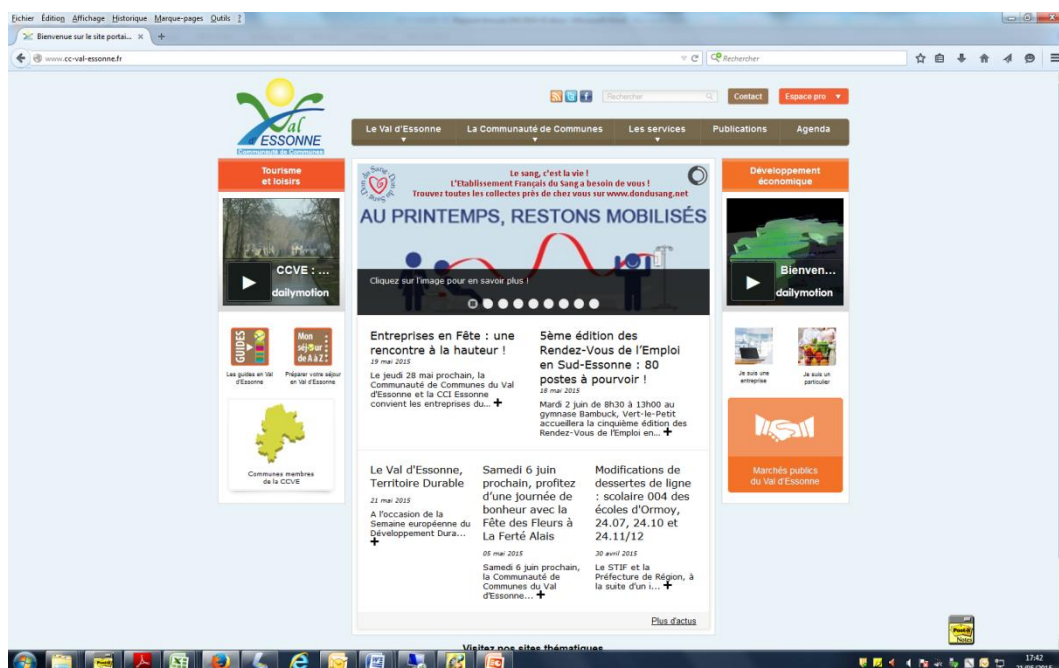 Fichier Édition Affichage Historique Marque-pages Outils ?
Bienvenue sur le site portai...
www.cc-val-essonne.fr
Rechercher
Val
d'ESSONNE
Communauté de Communes
Rechercher
Contact
Espace pro
Le Val d'Essonne
La Communauté de Communes
Les services
Publications
Agenda
Tourisme
et loisirs
CCVE : ...
dailymotion
GUIDES
Mon
séjour
de A à Z :
Les guides en Val
d'Essonne
Préparer votre séjour
en Val d'Essonne
Communes membres
de la CCVE
Le sang, c'est la vie !
L'Etablissement Français du Sang a besoin de vous !
Trouvez toutes les collectes près de chez vous sur www.dondusang.net
AU PRINTEMPS, RESTONS MOBILISÉS
Cliquez sur l'image pour en savoir plus !
Entreprises en Fête : une
rencontre à la hauteur !
19 mai 2015
Le jeudi 28 mai prochain, la
Communauté de Communes du Val
d'Essonne et la CCI Essonne
convient les entreprises du... +
5ème édition des
Rendez-Vous de l'Emploi
en Sud-Essonne : 80
postes à pourvoir !
18 mai 2015
Mardi 2 juin de 8h30 à 13h00 au
gymnase Bambuck, Vert-le-Petit
accueillera la cinquième édition des
Rendez-Vous de l'Emploi en... +
Le Val d'Essonne,
Territoire Durable
21 mai 2015
A l'occasion de la
Semaine européenne du
Développement Dura...
+
Samedi 6 juin
prochain, profitez
d'une journée de
bonheur avec la
Fête des Fleurs à
La Ferté Alais
05 mai 2015
Samedi 6 juin prochain,
la Communauté de
Communes du Val
d'Essonne... +
Modifications de
dessertes de ligne
: scolaire 004 des
écoles d'Ormoy,
24.07, 24.10 et
24.11/12
30 avril 2015
Le STIF et la
Préfecture de Région, à
la suite d'un i... +
Plus d'actus
Visitez nos sites thématiques
Développement
économique
Bienven...
dailymotion
Je suis une
entreprise
Je suis un
particulier
Marchés publics
du Val d'Essonne
Post-it
Notes
17:42